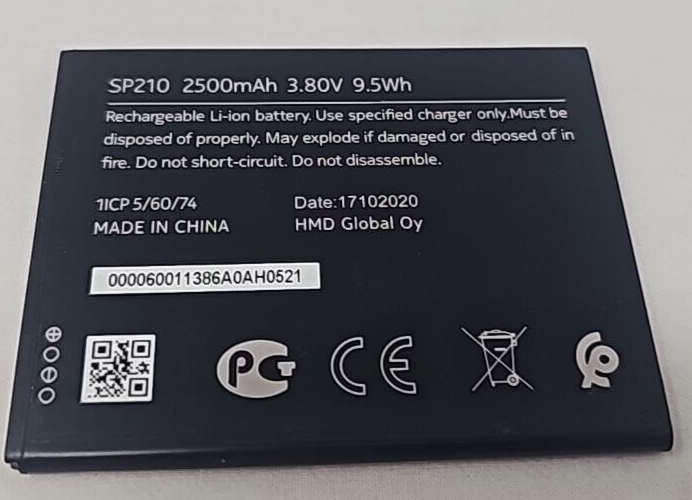 SP210 2500mAh 3.80V 9.5Wh
Rechargeable Li-ion battery. Use specified charger only.Must be
disposed of properly. May explode if damaged or disposed of in
fire. Do not short-circuit. Do not disassemble.
1ICP 5/60/74 Date:17102020
MADE IN CHINA HMD Global Oy
000060011386A0AH0521
PCT CE